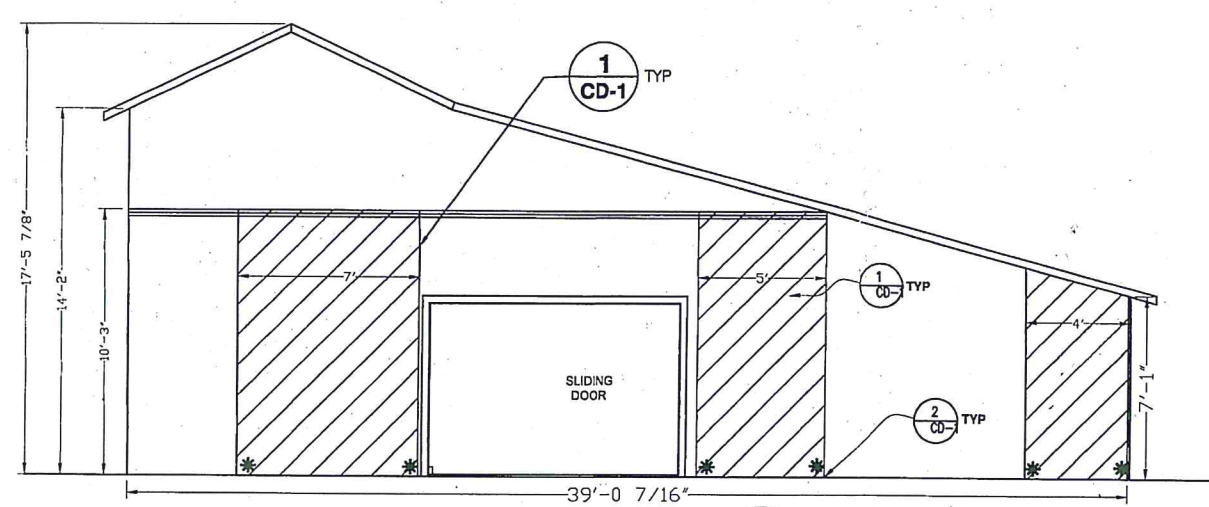 1
CD-1
TYP
17'-5 7/8"
14'-2"
10'-3"
7'
5'
1
CD-1
TYP
4'
7'-1"
SLIDING
DOOR
2
CD-1
TYP
39'-0 7/16"